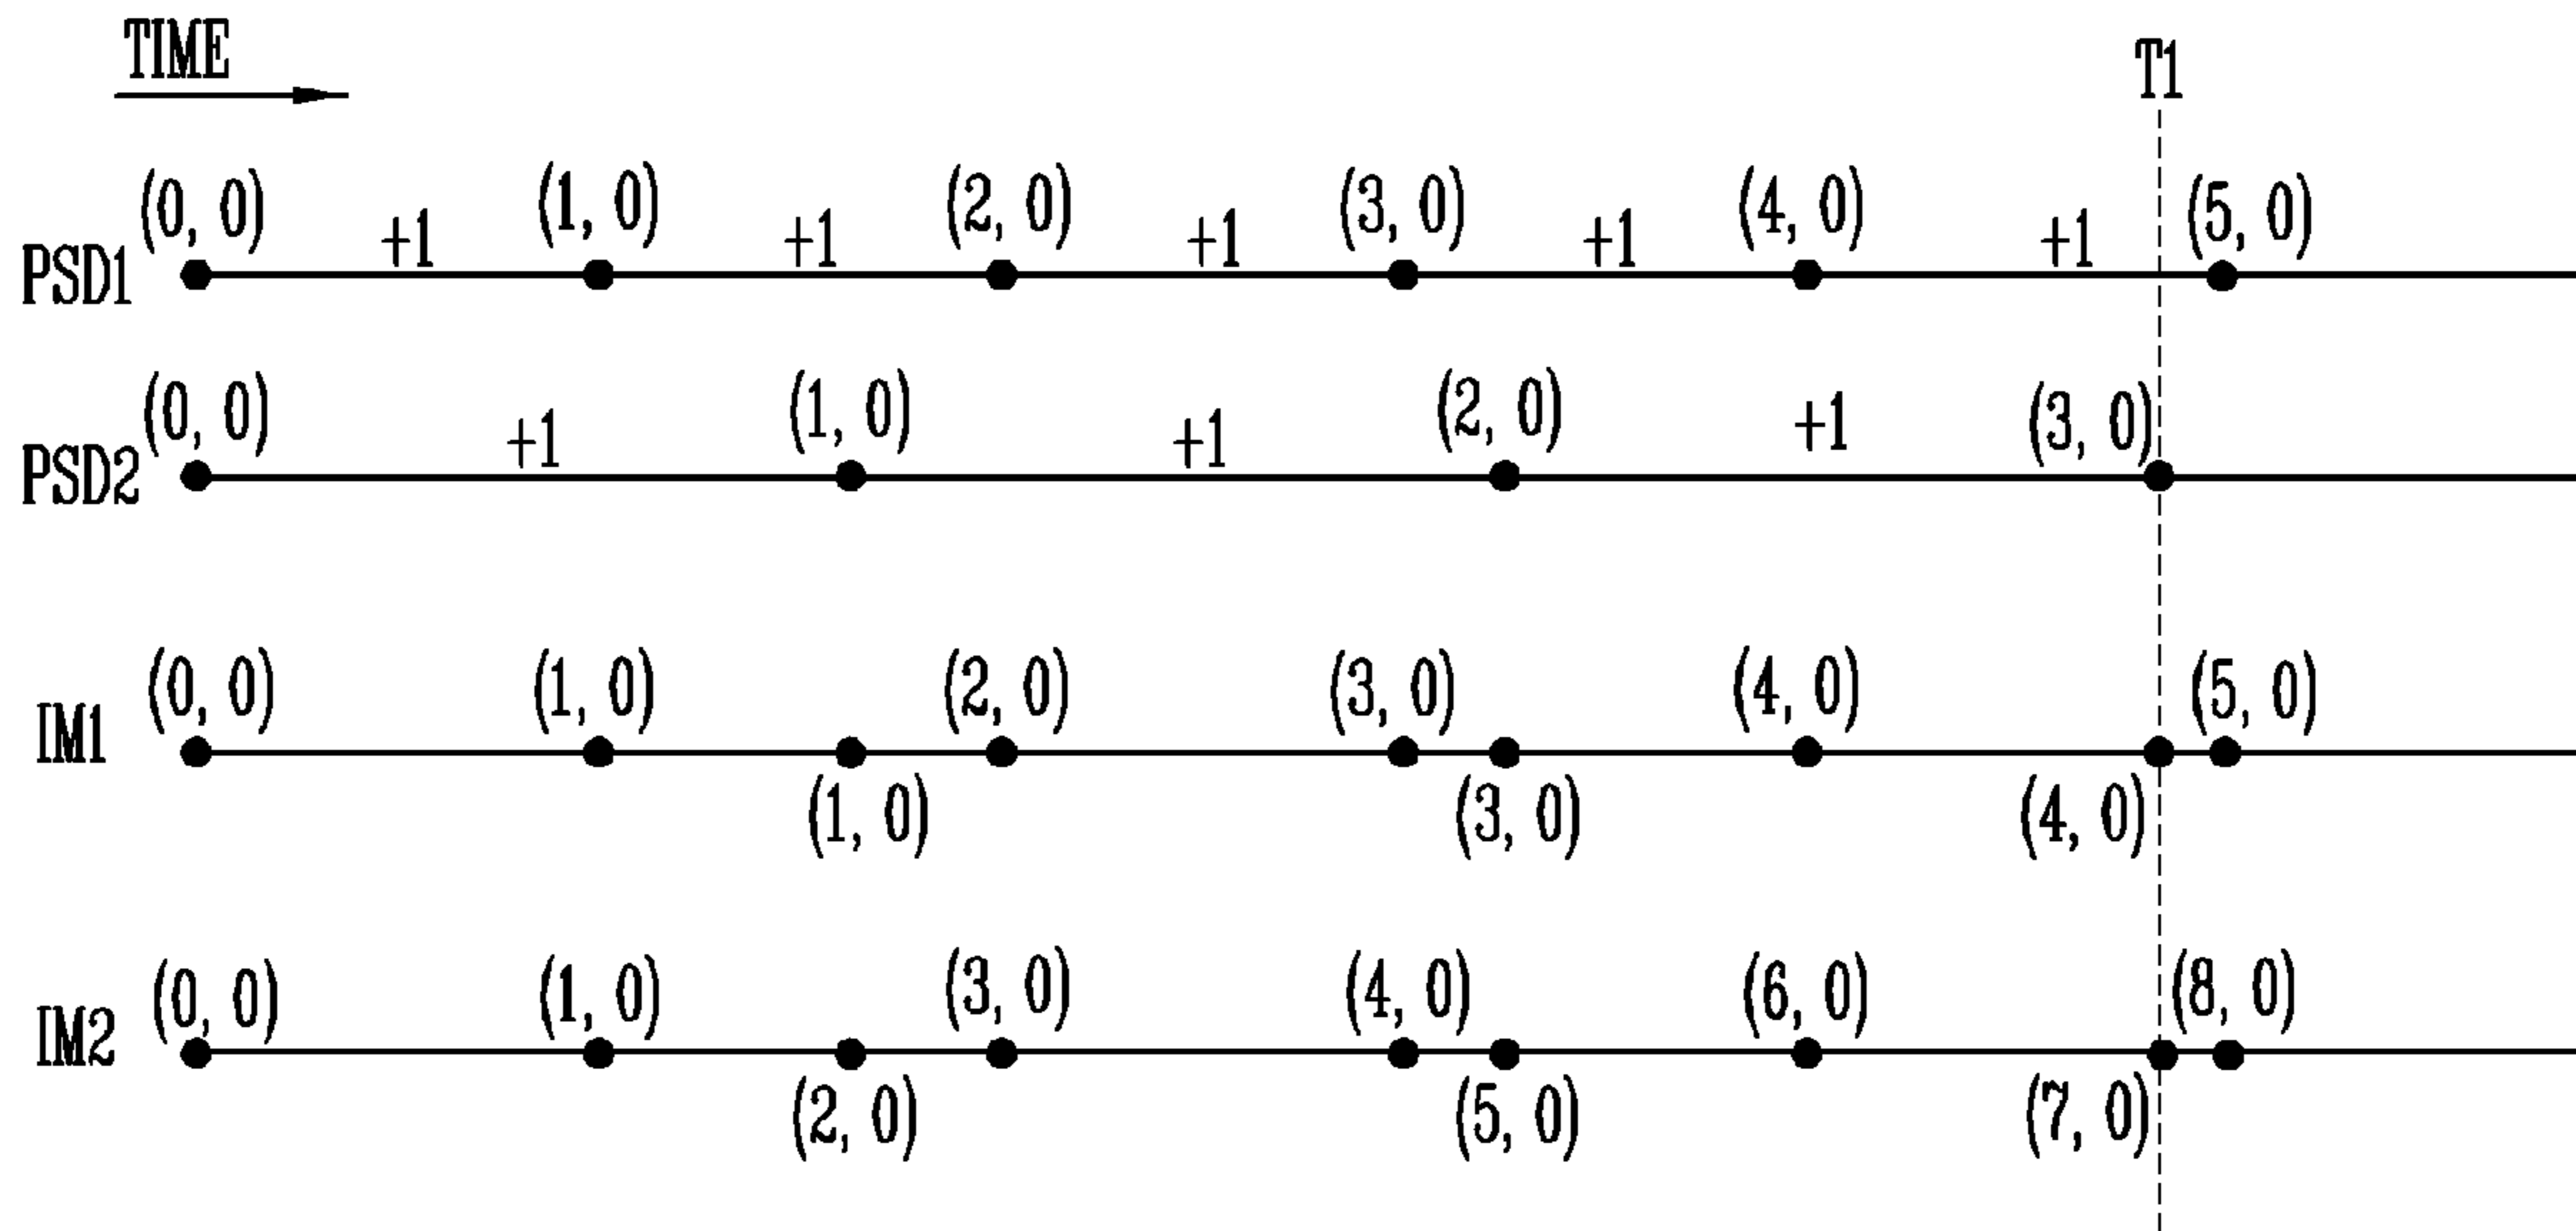 TIME
T1
(0, 0) +1 (1, 0) +1 (2, 0) +1 (3, 0) +1 (4, 0) +1 (5, 0)
PSD1
(0, 0) +1 (1, 0) +1 (2, 0) +1 (3, 0)
PSD2
(0, 0) (1, 0) (2, 0) (3, 0) (4, 0) (5, 0)
IM1
(1, 0) (3, 0) (4, 0)
(0, 0) (1, 0) (3, 0) (4, 0) (6, 0) (8, 0)
IM2
(2, 0) (5, 0) (7, 0)